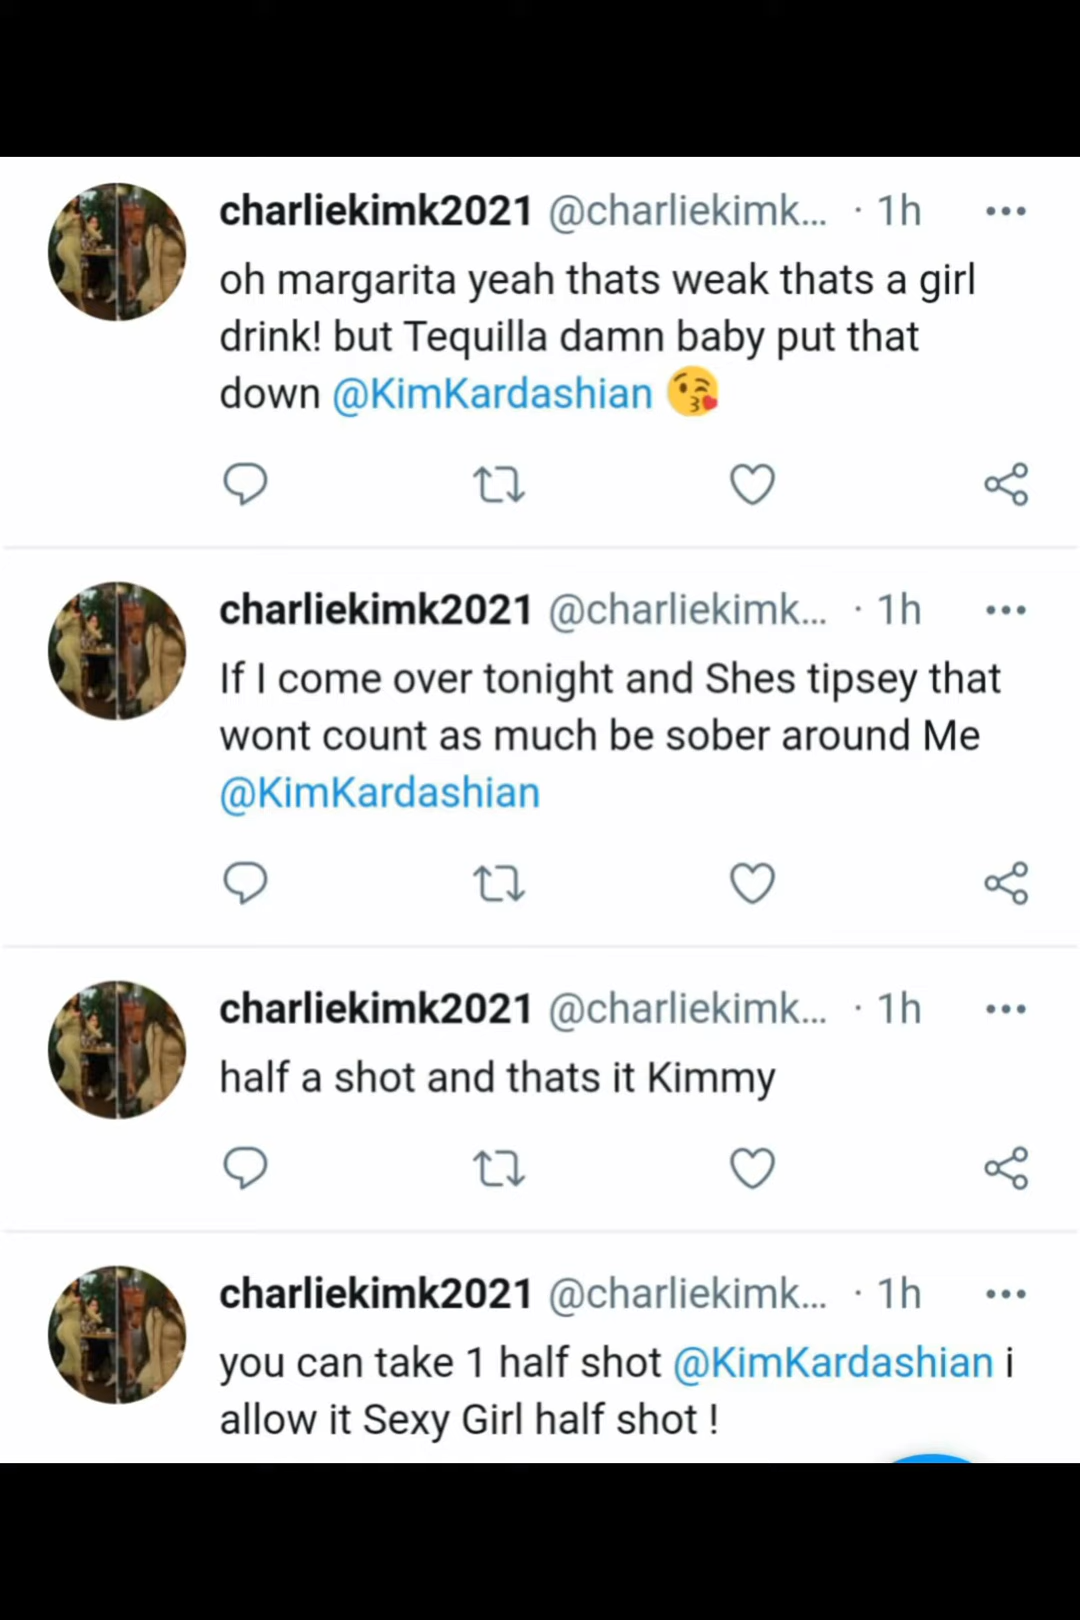 charliekimk2021 @charliekimk... · 1h
oh margarita yeah thats weak thats a girl
drink! but Tequilla damn baby put that
down @KimKardashian 😘
charliekimk2021 @charliekimk... · 1h
If I come over tonight and Shes tipsey that
wont count as much be sober around Me
@KimKardashian
charliekimk2021 @charliekimk... · 1h
half a shot and thats it Kimmy
charliekimk2021 @charliekimk... · 1h
you can take 1 half shot @KimKardashian i
allow it Sexy Girl half shot !